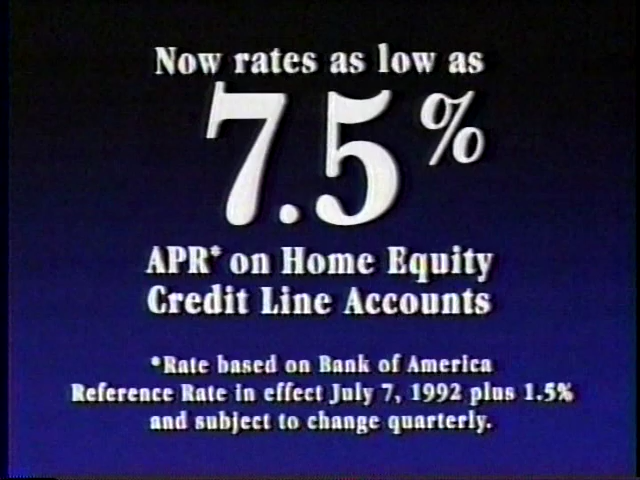 Now rates as low as
7.5%
APR* on Home Equity
Credit Line Accounts
*Rate based on Bank of America
Reference Rate in effect July 7, 1992 plus 1.5%
and subject to change quarterly.